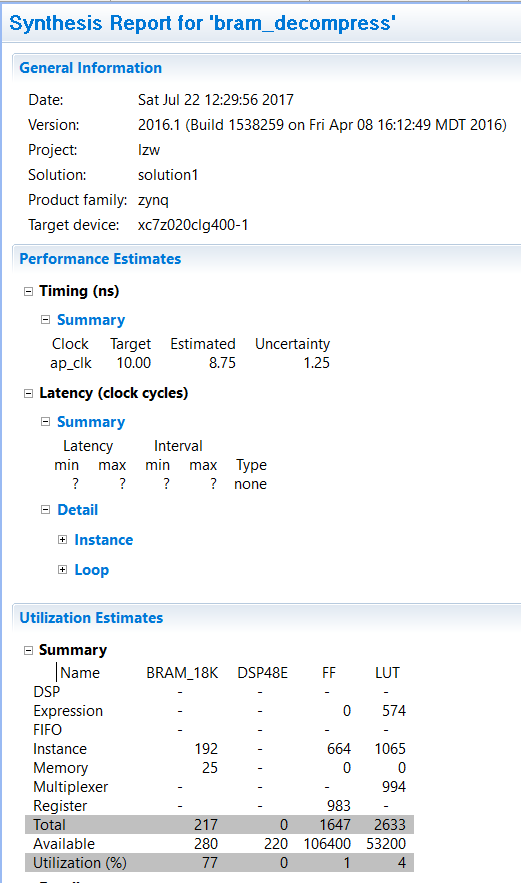 Synthesis Report for 'bram_decompress'
General Information
Date: Sat Jul 22 12:29:56 2017
Version: 2016.1 (Build 1538259 on Fri Apr 08 16:12:49 MDT 2016)
Project: lzw
Solution: solution1
Product family: zynq
Target device: xc7z020clg400-1
Performance Estimates
Timing (ns)
Summary
Clock Target Estimated Uncertainty
ap_clk 10.00 8.75 1.25
Latency (clock cycles)
Summary
Latency Interval
min max min max Type
? ? ? ? none
Detail
Instance
Loop
Utilization Estimates
Summary
Name BRAM_18K DSP48E FF LUT
DSP - - - -
Expression - - 0 574
FIFO - - - -
Instance 192 - 664 1065
Memory 25 - 0 0
Multiplexer - - - 994
Register - - 983 -
Total 217 0 1647 2633
Available 280 220 106400 53200
Utilization (%) 77 0 1 4